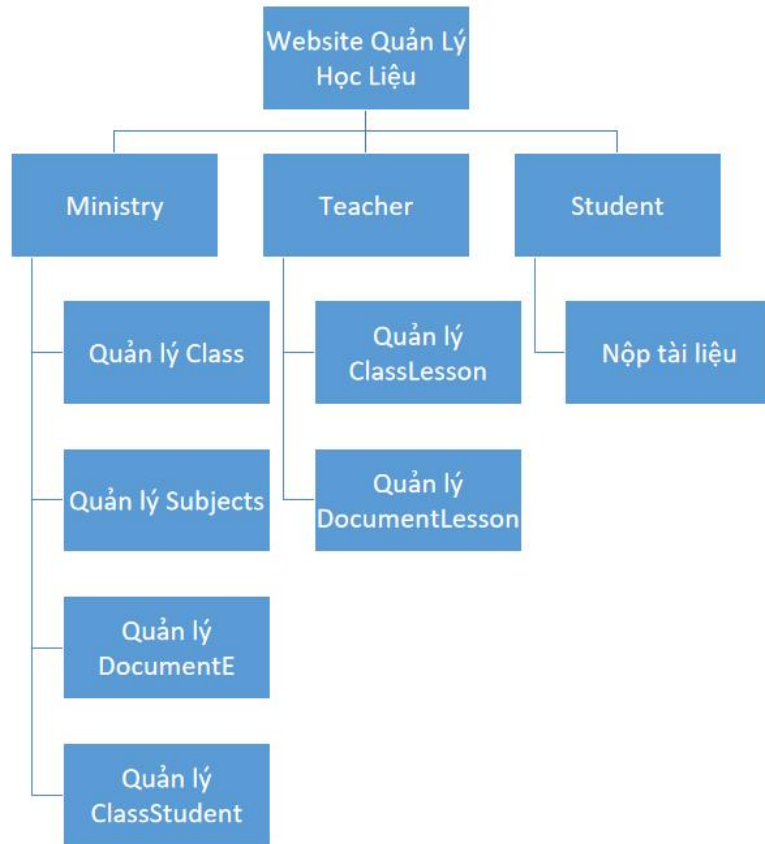 Website Quản Lý
Học Liệu
Ministry
Teacher
Student
Quản lý Class
Quản lý
ClassLesson
Nộp tài liệu
Quản lý Subjects
Quản lý
DocumentLesson
Quản lý
DocumentE
Quản lý
ClassStudent